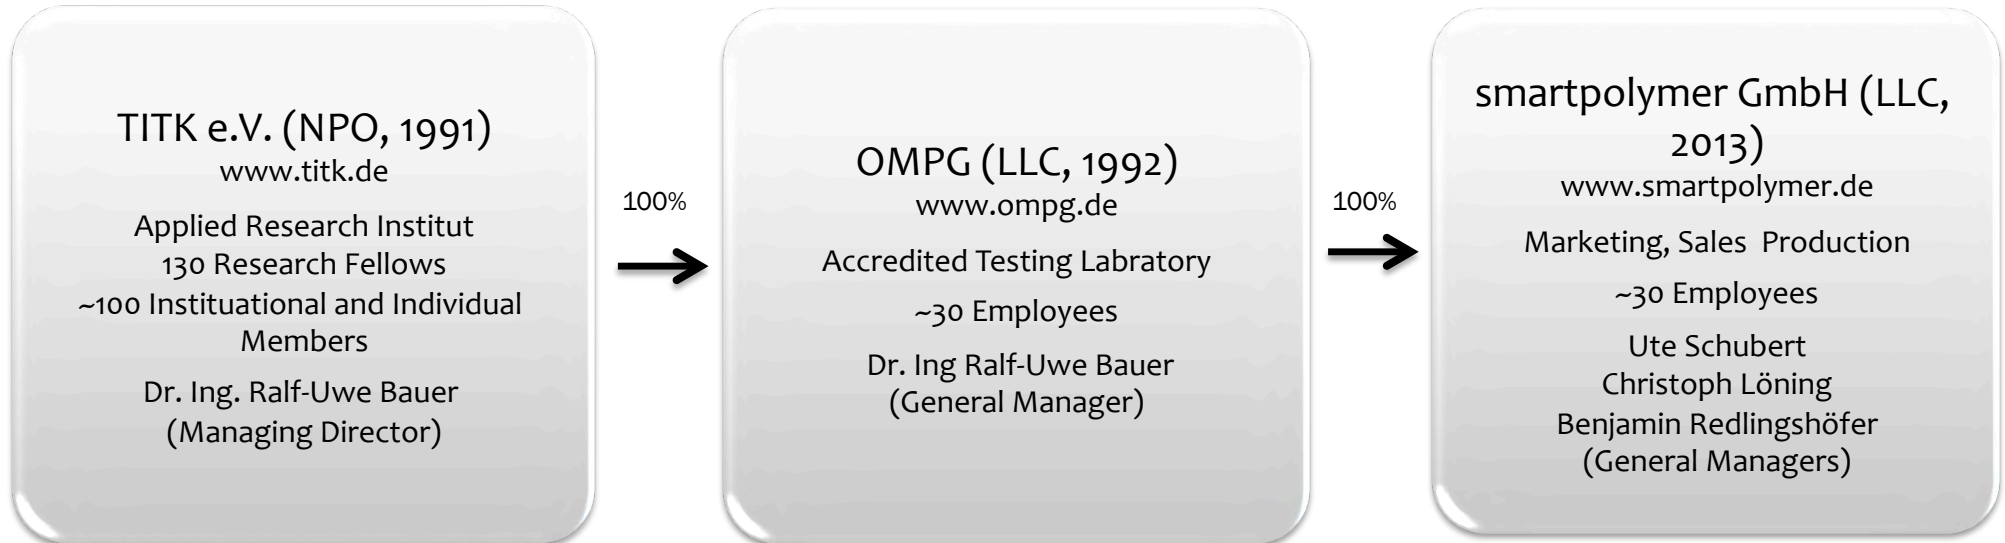 TITK e.V. (NPO, 1991)
www.titk.de
Applied Research Institut
130 Research Fellows
~100 Instituational and Individual
Members
Dr. Ing. Ralf-Uwe Bauer
(Managing Director)
100%
OMPG (LLC, 1992)
www.ompg.de
Accredited Testing Labratory
~30 Employees
Dr. Ing Ralf-Uwe Bauer
(General Manager)
100%
smartpolymer GmbH (LLC,
2013)
www.smartpolymer.de
Marketing, Sales  Production
~30 Employees
Ute Schubert
Christoph Löning
Benjamin Redlingshöfer
(General Managers)